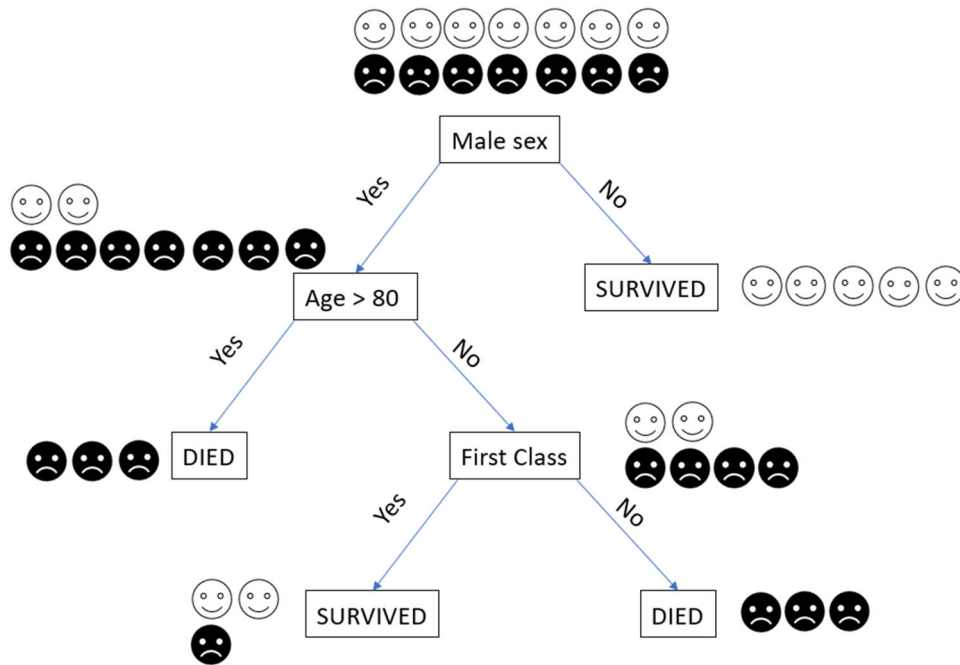 Male sex
Yes
No
Age > 80
SURVIVED
Yes
No
DIED
First Class
Yes
No
SURVIVED
DIED